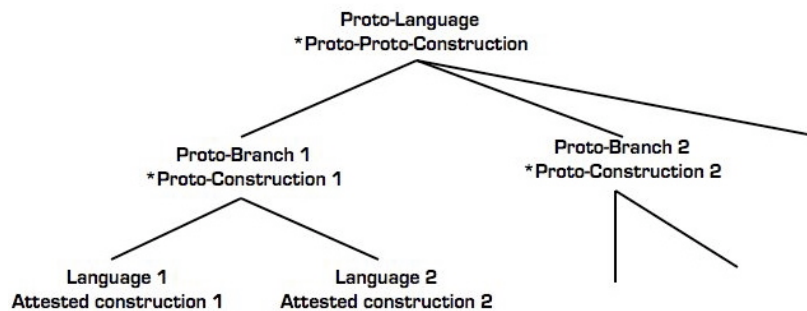 Proto-Language
*Proto-Proto-Construction
Proto-Branch 1
*Proto-Construction 1
Proto-Branch 2
*Proto-Construction 2
Language 1
Attested construction 1
Language 2
Attested construction 2